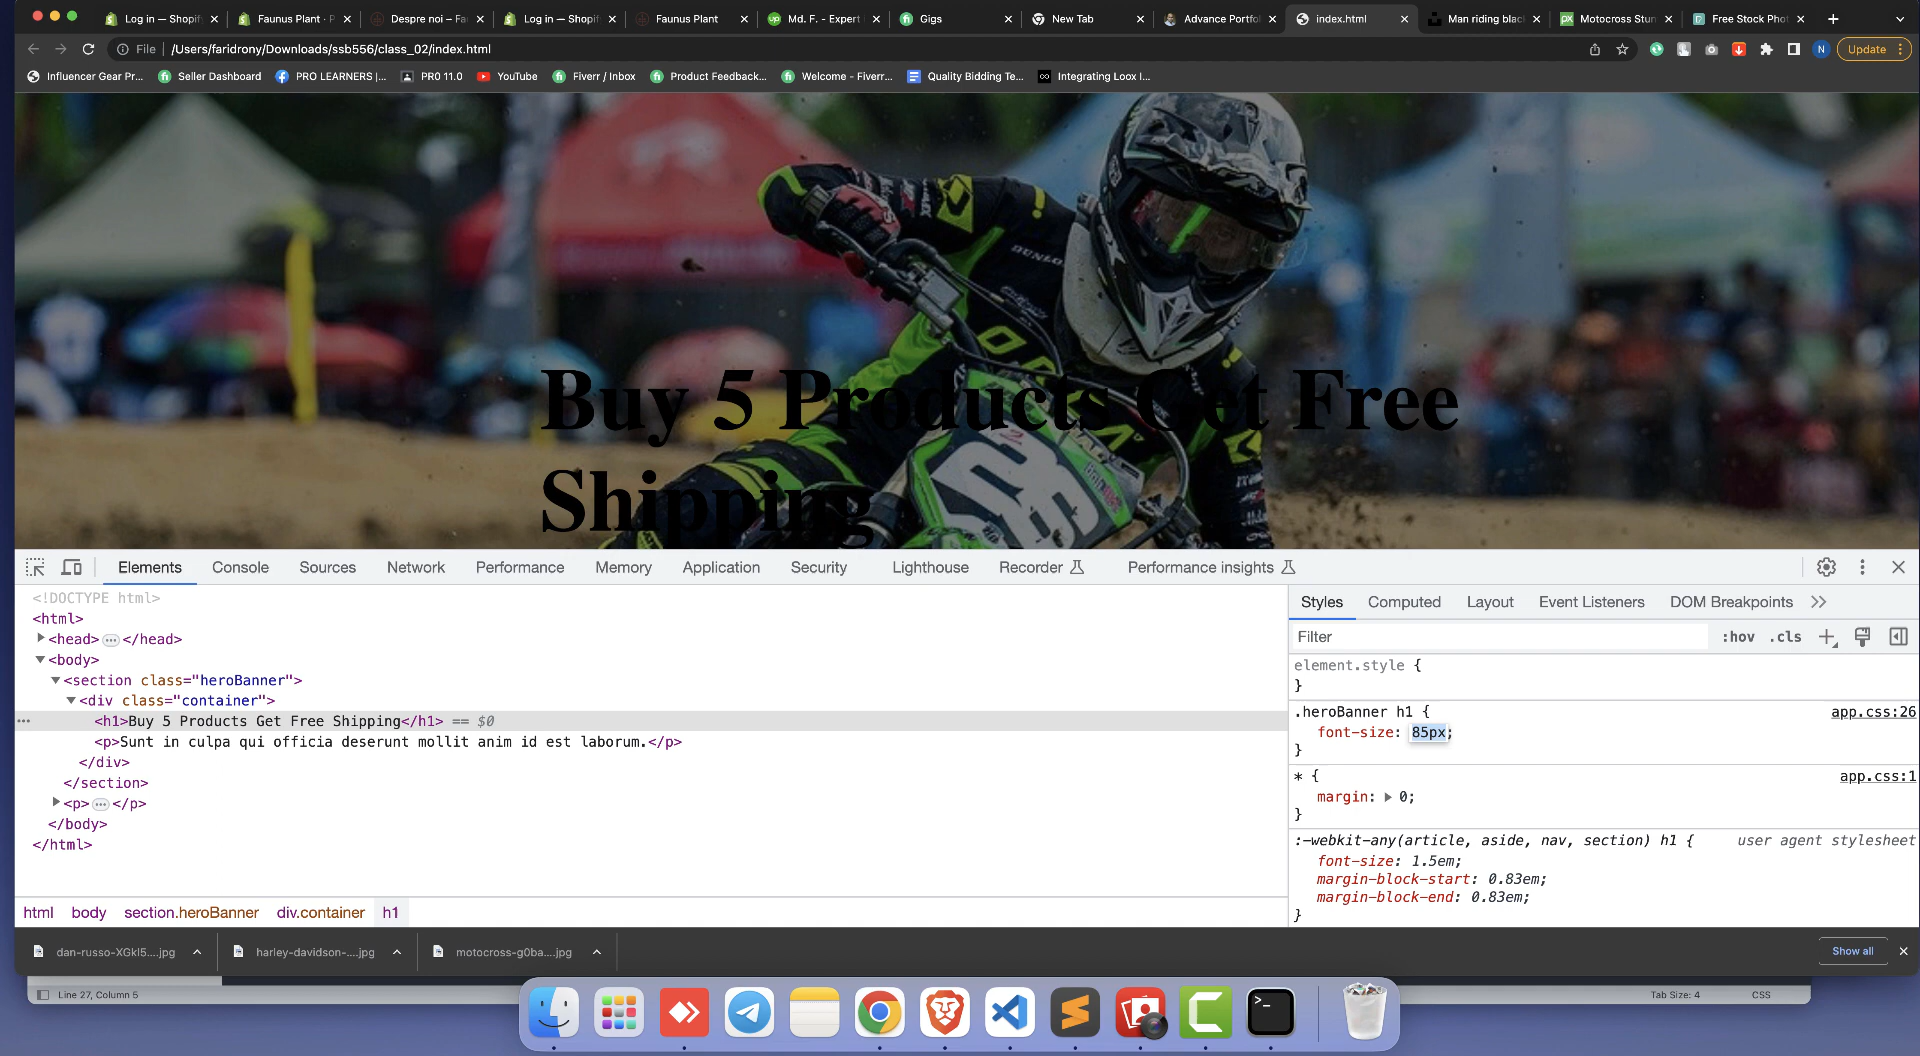 Log in — Shopif
Faunus Plant · P
Despre noi – Fa
Log in — Shopif
Faunus Plant
Md. F. - Expert
Gigs
New Tab
Advance Portfol
index.html
Man riding blac
Motocross Stun
Free Stock Phot
File
/Users/faridrony/Downloads/ssb556/class_02/index.html
N
Update
Influencer Gear Pr...
Seller Dashboard
PRO LEARNERS |...
PR0 11.0
YouTube
Fiverr / Inbox
Product Feedback...
Welcome - Fiverr...
Quality Bidding Te...
Integrating Loox I...
Buy 5 Products Get Free
Shipping
Elements
Console
Sources
Network
Performance
Memory
Application
Security
Lighthouse
Recorder
Performance insights
<!DOCTYPE html>
<html>
<head> … </head>
<body>
<section class="heroBanner">
<div class="container">
<h1>Buy 5 Products Get Free Shipping</h1> == $0
<p>Sunt in culpa qui officia deserunt mollit anim id est laborum.</p>
</div>
</section>
<p> … </p>
</body>
</html>
html
body
section.heroBanner
div.container
h1
Styles
Computed
Layout
Event Listeners
DOM Breakpoints
Filter
:hov
.cls
element.style {
}
.heroBanner h1 {
app.css:26
font-size: 85px;
}
* {
app.css:1
margin: 0;
}
:-webkit-any(article, aside, nav, section) h1 {
user agent stylesheet
font-size: 1.5em;
margin-block-start: 0.83em;
margin-block-end: 0.83em;
}
dan-russo-XGkl5....jpg
harley-davidson-....jpg
motocross-g0ba....jpg
Show all
Line 27, Column 5
Tab Size: 4
CSS